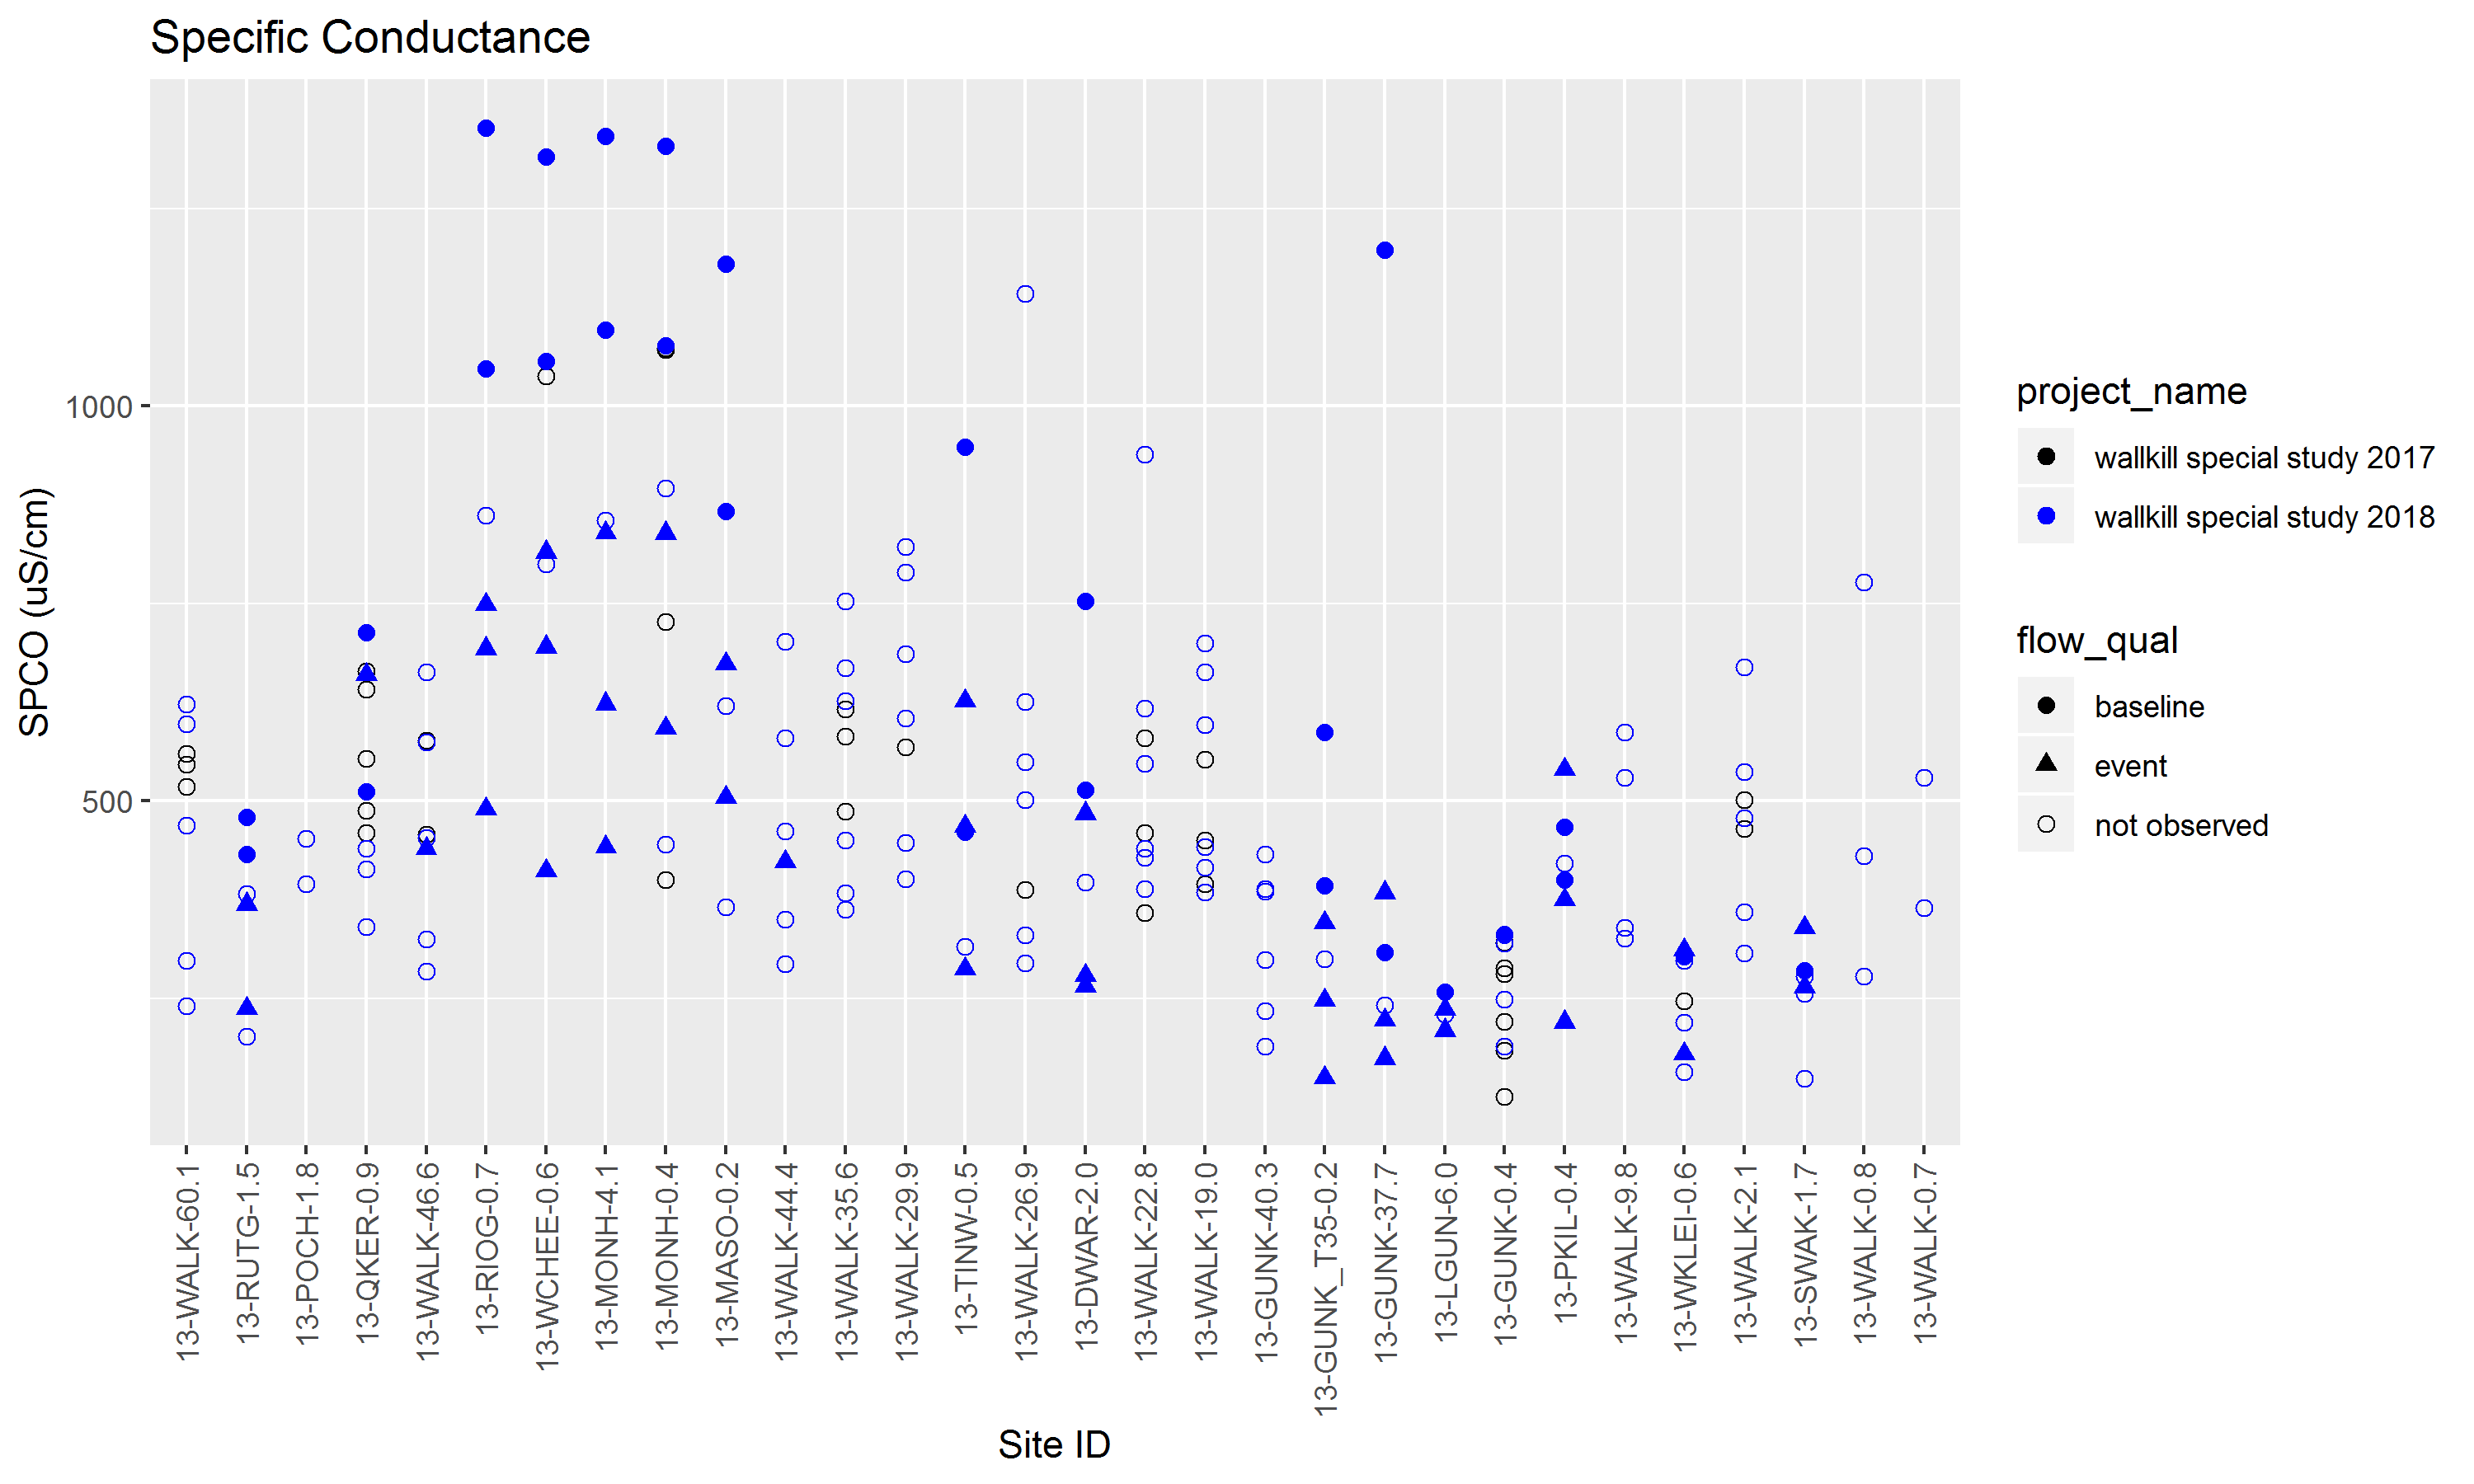 Specific Conductance
SPCO (uS/cm)
1000
500
13-WALK-60.1
13-RUTG-1.5
13-POCH-1.8
13-QKER-0.9
13-WALK-46.6
13-RIOG-0.7
13-WCHEE-0.6
13-MONH-4.1
13-MONH-0.4
13-MASO-0.2
13-WALK-44.4
13-WALK-35.6
13-WALK-29.9
13-TINW-0.5
13-WALK-26.9
13-DWAR-2.0
13-WALK-22.8
13-WALK-19.0
13-GUNK-40.3
13-GUNK_T35-0.2
13-GUNK-37.7
13-LGUN-6.0
13-GUNK-0.4
13-PKIL-0.4
13-WALK-9.8
13-WKLEI-0.6
13-WALK-2.1
13-SWAK-1.7
13-WALK-0.8
13-WALK-0.7
Site ID
project_name
wallkill special study 2017
wallkill special study 2018
flow_qual
baseline
event
not observed